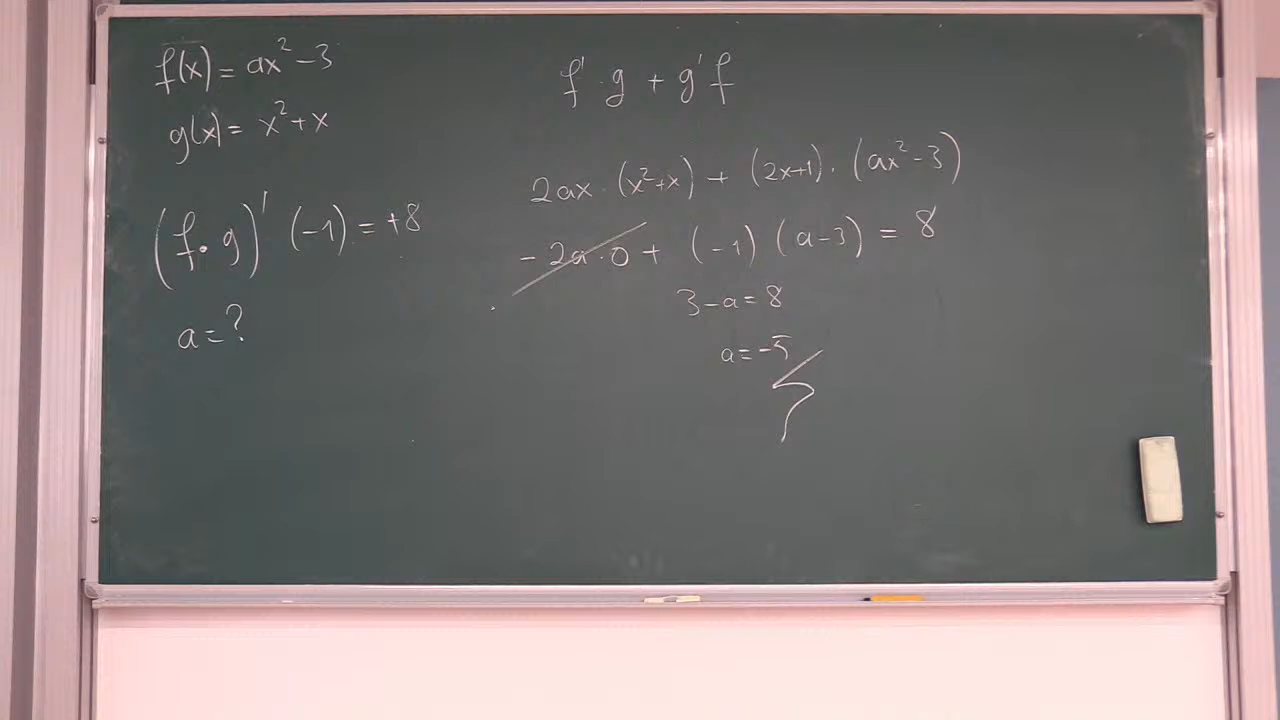 f(x) = ax² - 3
g(x) = x² + x
(f · g)' (-1) = +8
a = ?
f' · g + g' f
2ax · (x² + x) + (2x+1) · (ax² - 3)
- 2a · 0 + (-1) (a - 3) = 8
3 - a = 8
a = -5